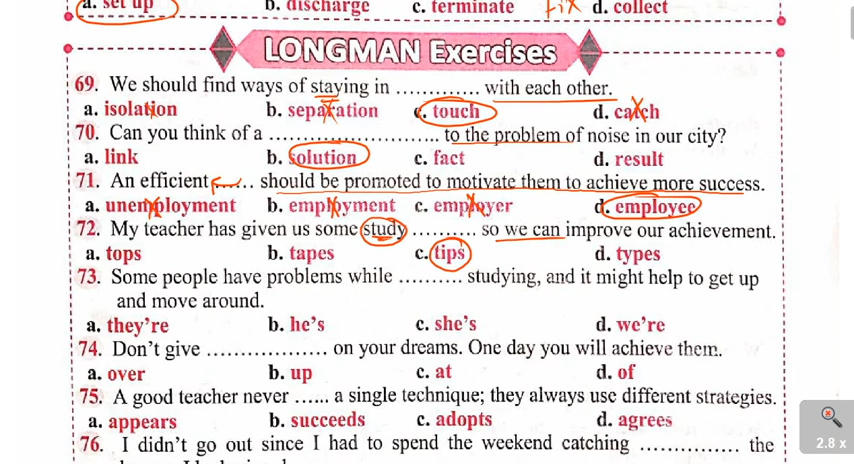 a. set up b. discharge c. terminate fix d. collect
LONGMAN Exercises
69. We should find ways of staying in ............. with each other.
a. isolation b. separation c. touch d. catch
70. Can you think of a .......................... to the problem of noise in our city?
a. link b. solution c. fact d. result
71. An efficient ........ should be promoted to motivate them to achieve more success.
a. unemployment b. employment c. employer d. employee
72. My teacher has given us some study .......... so we can improve our achievement.
a. tops b. tapes c. tips d. types
73. Some people have problems while .......... studying, and it might help to get up
and move around.
a. they're b. he's c. she's d. we're
74. Don't give ................... on your dreams. One day you will achieve them.
a. over b. up c. at d. of
75. A good teacher never ...... a single technique; they always use different strategies.
a. appears b. succeeds c. adopts d. agrees
76. I didn't go out since I had to spend the weekend catching ............... the
2.8 x